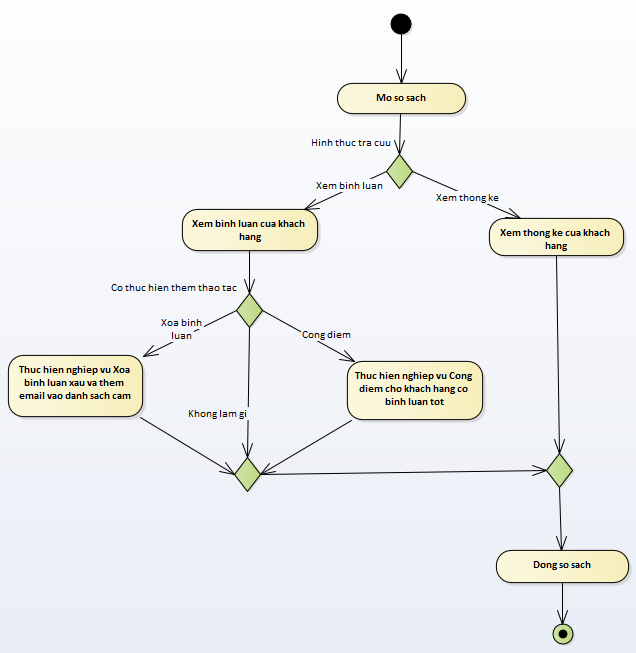 Mo so sach
Hinh thuc tra cuu
Xem binh luan
Xem thong ke
Xem binh luan cua khach
hang
Xem thong ke cua khach
hang
Co thuc hien them thao tac
Xoa binh
luan
Cong diem
Thuc hien nghiep vu Xoa
binh luan xau va them
email vao danh sach cam
Thuc hien nghiep vu Cong
diem cho khach hang co
binh luan tot
Khong lam gi
Dong so sach